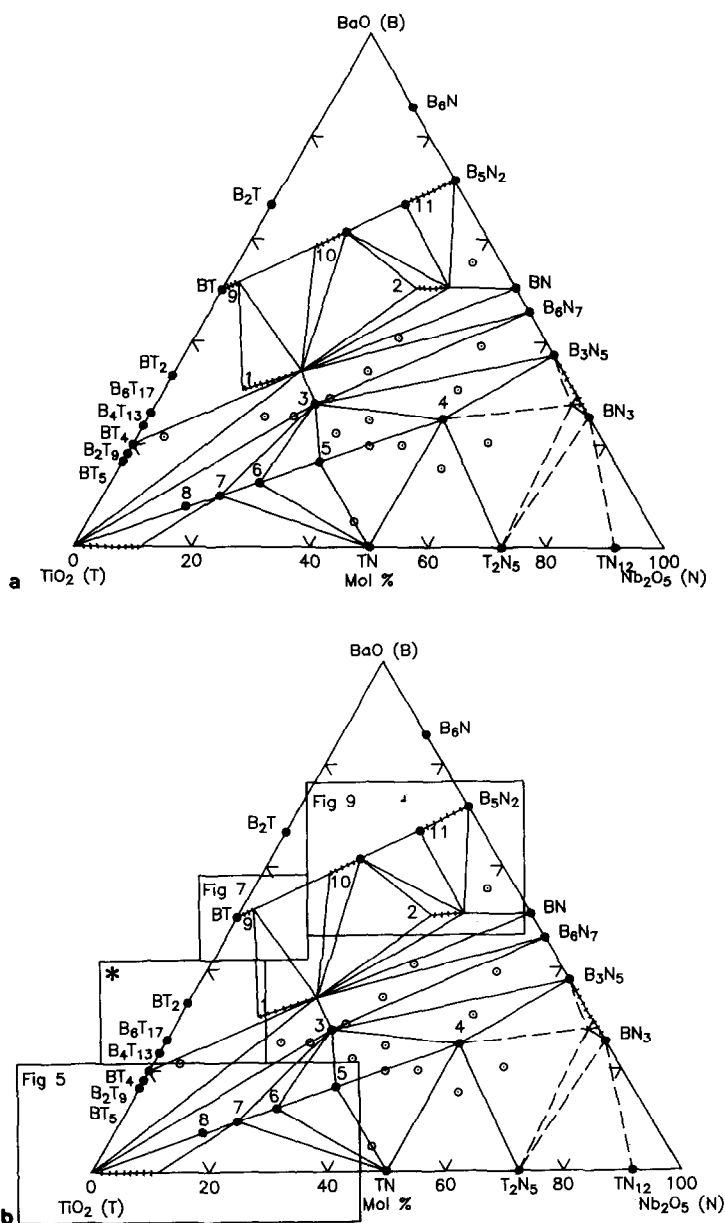 BaO (B)
B₆N
B₅N₂
B₂T
11
10
BT
9
2
BN
B₆N₇
BT₂
1
B₃N₅
B₆T₁₇
3
B₄T₁₃
4
BN₃
BT₄
B₂T₉
5
BT₅
6
7
8
0 20 40 TN 60 T₂N₅ 80 TN₁₂ 100
a TiO₂ (T) Mol % Nb₂O₅ (N)
BaO (B)
B₆N
Fig 9
B₅N₂
B₂T
11
10
Fig 7
BT
9
2
BN
B₆N₇
*
BT₂
1
B₃N₅
B₆T₁₇
3
B₄T₁₃
4
BN₃
Fig 5
BT₄
B₂T₉
5
BT₅
6
7
8
0 20 40 TN 60 T₂N₅ 80 TN₁₂ 100
b TiO₂ (T) Mol % Nb₂O₅ (N)